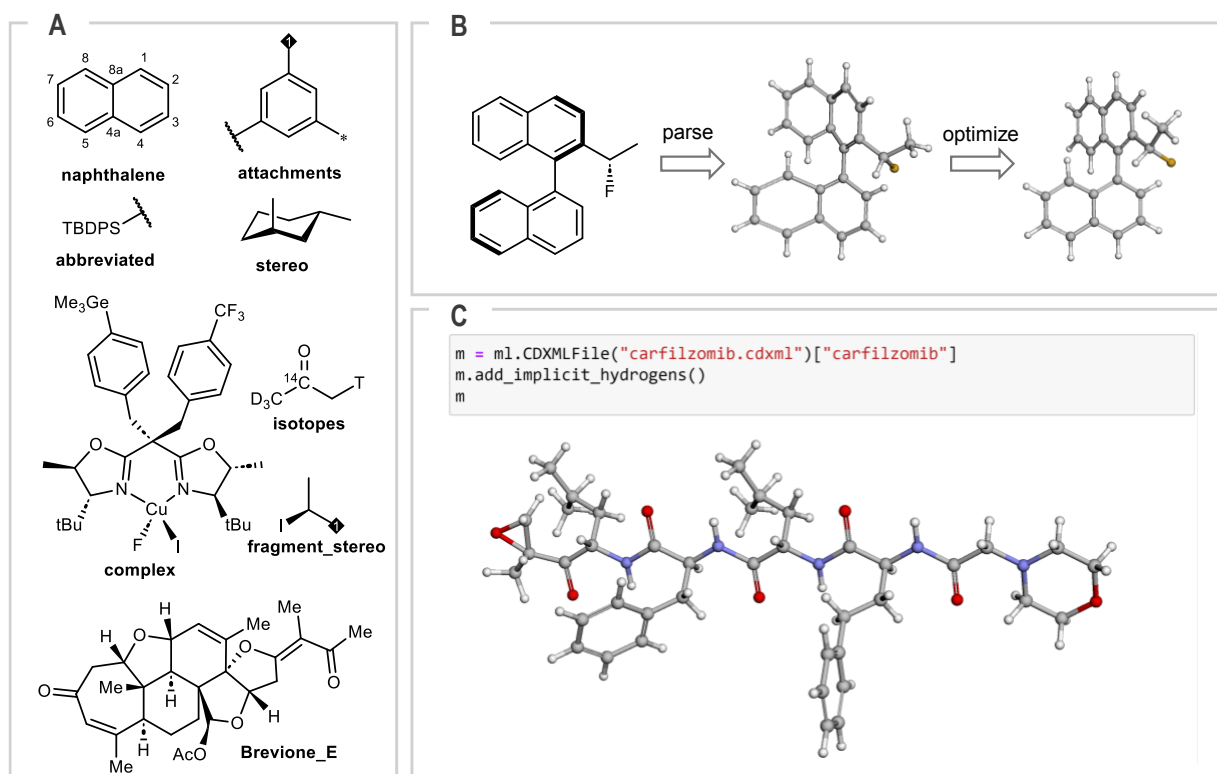 A
8
1
8a
7
2
6
3
4a
5
4
naphthalene
1
*
attachments
TBDPS
abbreviated
stereo
Me3Ge
CF3
O
O
N
N
Cu
tBu
tBu
F
I
complex
O
14
D3C
T
isotopes
I
1
fragment_stereo
H
H
Me
Me
Me
O
O
O
O
Me
H
H
H
O
AcO
Me
Brevione_E
B
F
parse
optimize
C
m = ml.CDXMLFile("carfilzomib.cdxml")["carfilzomib"]
m.add_implicit_hydrogens()
m